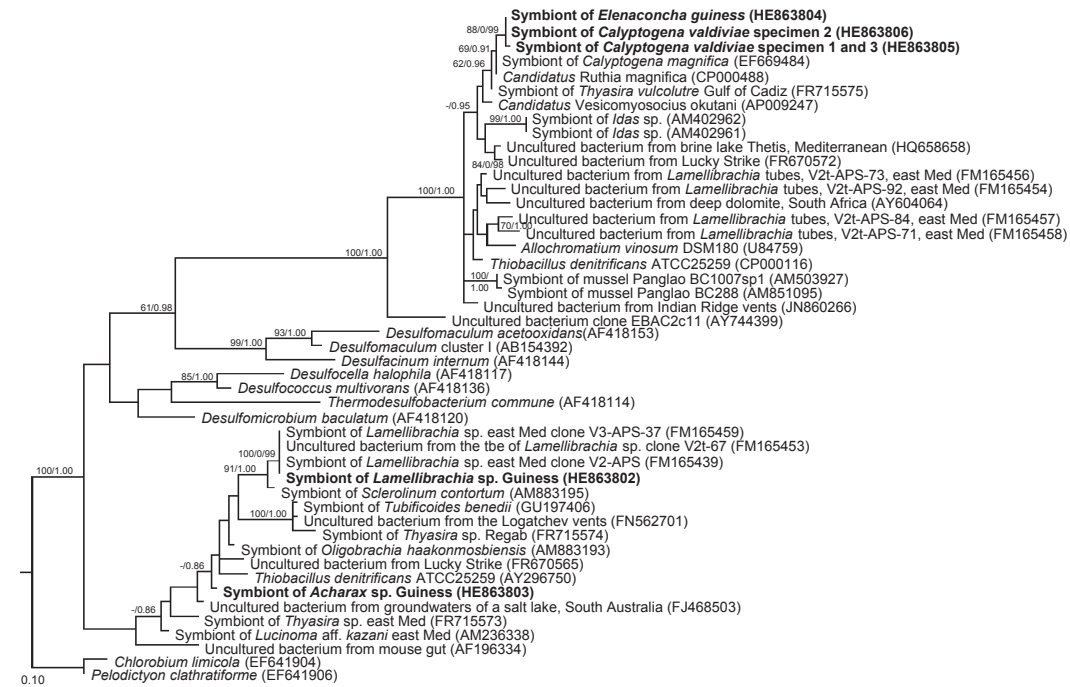 Symbiont of Elenaconcha guiness (HE863804)
88/0/99
Symbiont of Calyptogena valdiviae specimen 2 (HE863806)
69/0.91
Symbiont of Calyptogena valdiviae specimen 1 and 3 (HE863805)
62/0.96
Symbiont of Calyptogena magnifica (EF669484)
Candidatus Ruthia magnifica (CP000488)
Symbiont of Thyasira vulcolutre Gulf of Cadiz (FR715575)
-/0.95
Candidatus Vesicomyosocius okutani (AP009247)
99/1.00
Symbiont of Idas sp. (AM402962)
Symbiont of Idas sp. (AM402961)
Uncultured bacterium from brine lake Thetis, Mediterranean (HQ658658)
84/0/98
Uncultured bacterium from Lucky Strike (FR670572)
Uncultured bacterium from Lamellibrachia tubes, V2t-APS-73, east Med (FM165456)
100/1.00
Uncultured bacterium from Lamellibrachia tubes, V2t-APS-92, east Med (FM165454)
Uncultured bacterium from deep dolomite, South Africa (AY604064)
Uncultured bacterium from Lamellibrachia tubes, V2t-APS-84, east Med (FM165457)
70/1.00
Uncultured bacterium from Lamellibrachia tubes, V2t-APS-71, east Med (FM165458)
Allochromatium vinosum DSM180 (U84759)
100/1.00
Thiobacillus denitrificans ATCC25259 (CP000116)
100/
1.00
Symbiont of mussel Panglao BC1007sp1 (AM503927)
Symbiont of mussel Panglao BC288 (AM851095)
Uncultured bacterium from Indian Ridge vents (JN860266)
61/0.98
Uncultured bacterium clone EBAC2c11 (AY744399)
93/1.00
Desulfomaculum acetooxidans(AF418153)
99/1.00
Desulfomaculum cluster I (AB154392)
Desulfacinum internum (AF418144)
85/1.00
Desulfocella halophila (AF418117)
Desulfococcus multivorans (AF418136)
Thermodesulfobacterium commune (AF418114)
Desulfomicrobium baculatum (AF418120)
Symbiont of Lamellibrachia sp. east Med clone V3-APS-37 (FM165459)
Uncultured bacterium from the tbe of Lamellibrachia sp. clone V2t-67 (FM165453)
100/0/99
Symbiont of Lamellibrachia sp. east Med clone V2-APS (FM165439)
91/1.00
100/1.00
Symbiont of Lamellibrachia sp. Guiness (HE863802)
Symbiont of Sclerolinum contortum (AM883195)
Symbiont of Tubificoides benedii (GU197406)
100/1.00
Uncultured bacterium from the Logatchev vents (FN562701)
Symbiont of Thyasira sp. Regab (FR715574)
Symbiont of Oligobrachia haakonmosbiensis (AM883193)
-/0.86
Uncultured bacterium from Lucky Strike (FR670565)
Thiobacillus denitrificans ATCC25259 (AY296750)
Symbiont of Acharax sp. Guiness (HE863803)
-/0.86
Uncultured bacterium from groundwaters of a salt lake, South Australia (FJ468503)
Symbiont of Thyasira sp. east Med (FR715573)
Symbiont of Lucinoma aff. kazani east Med (AM236338)
Uncultured bacterium from mouse gut (AF196334)
Chlorobium limicola (EF641904)
Pelodictyon clathratiforme (EF641906)
0.10